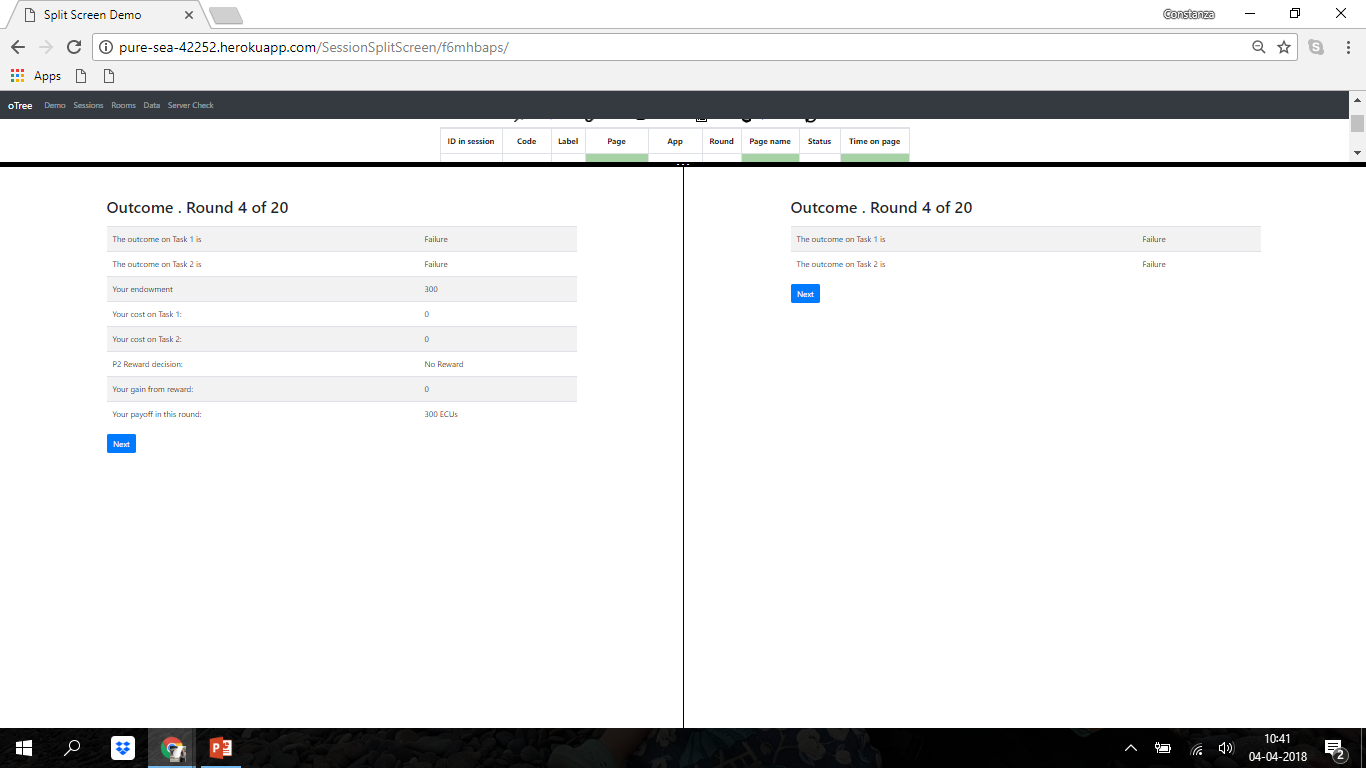 Split Screen Demo
Constanza
pure-sea-42252.herokuapp.com/SessionSplitScreen/f6mhbaps/
Apps
oTree Demo Sessions Rooms Data Server Check
ID in session Code Label Page App Round Page name Status Time on page
Outcome . Round 4 of 20
The outcome on Task 1 is Failure
The outcome on Task 2 is Failure
Your endowment 300
Your cost on Task 1: 0
Your cost on Task 2: 0
P2 Reward decision: No Reward
Your gain from reward: 0
Your payoff in this round: 300 ECUs
Next
Outcome . Round 4 of 20
The outcome on Task 1 is Failure
The outcome on Task 2 is Failure
Next
10:41
04-04-2018
2